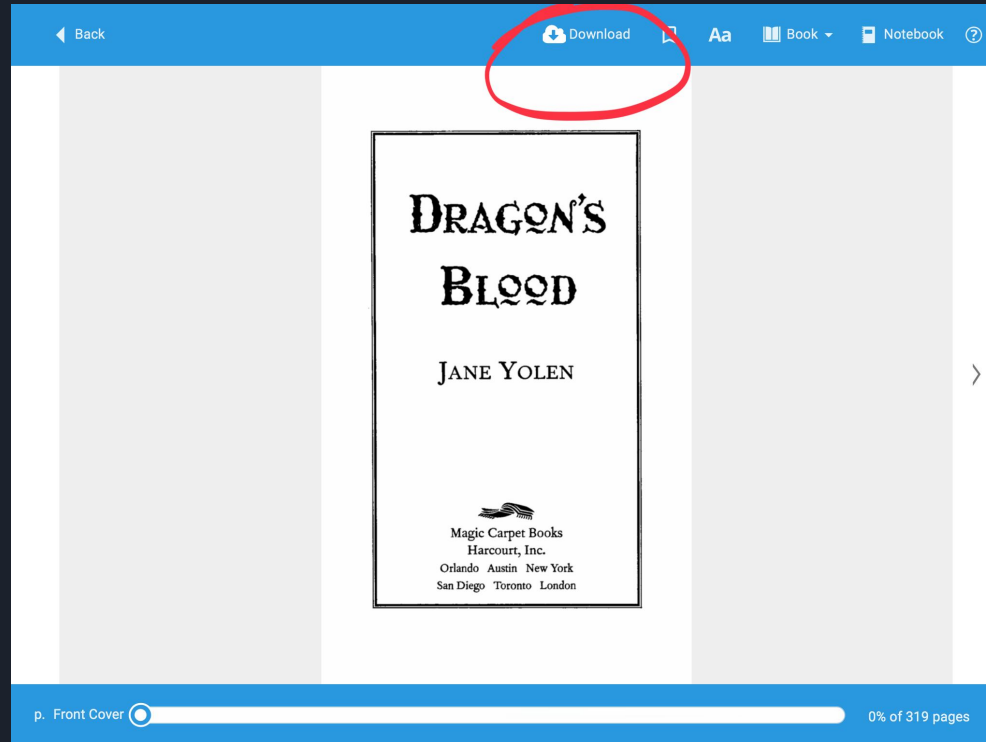 Back
Download
Aa
Book
Notebook
?
DRAGON'S
BLOOD
JANE YOLEN
Magic Carpet Books
Harcourt, Inc.
Orlando Austin New York
San Diego Toronto London
p. Front Cover
0% of 319 pages